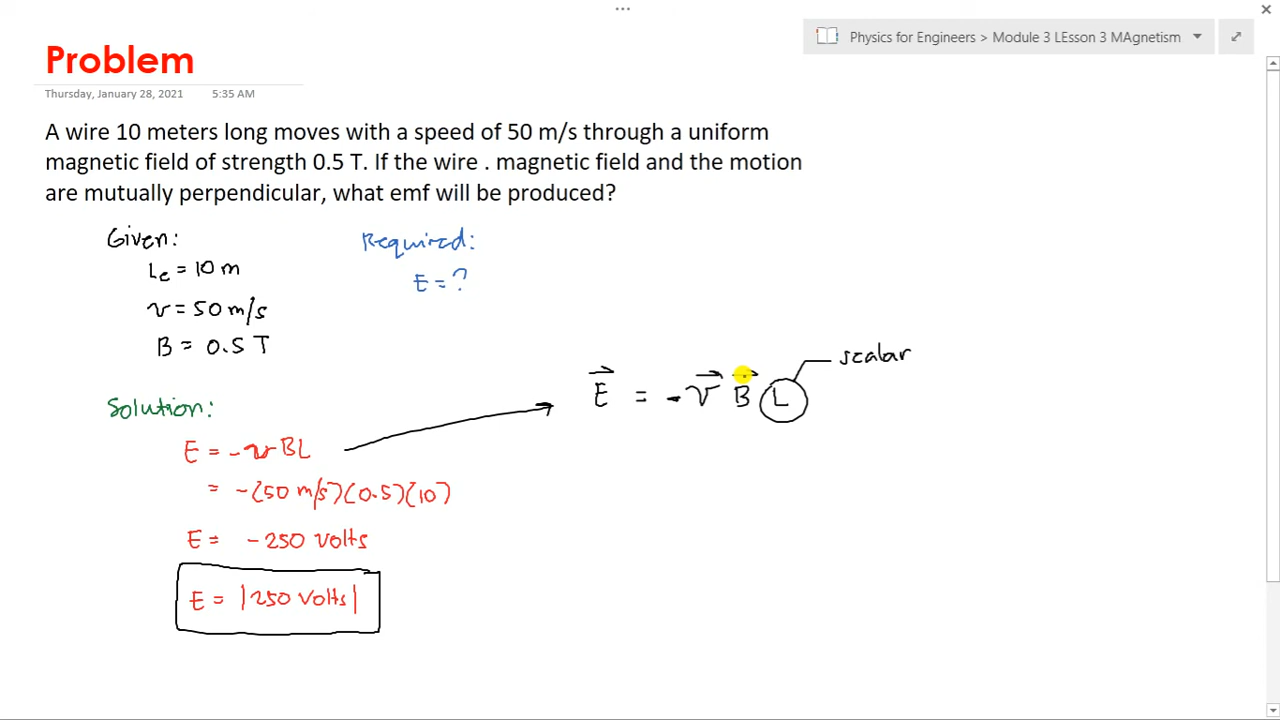 Physics for Engineers > Module 3 LEsson 3 MAgnetism
Problem
Thursday, January 28, 2021 5:35 AM
A wire 10 meters long moves with a speed of 50 m/s through a uniform
magnetic field of strength 0.5 T. If the wire . magnetic field and the motion
are mutually perpendicular, what emf will be produced?
Given:
Le = 10 m
v = 50 m/s
B = 0.5 T
Required:
E = ?
Solution:
E = -vBL
= -(50 m/s)(0.5)(10)
E = -250 volts
E = |250 volts|
E = -v B L
scalar